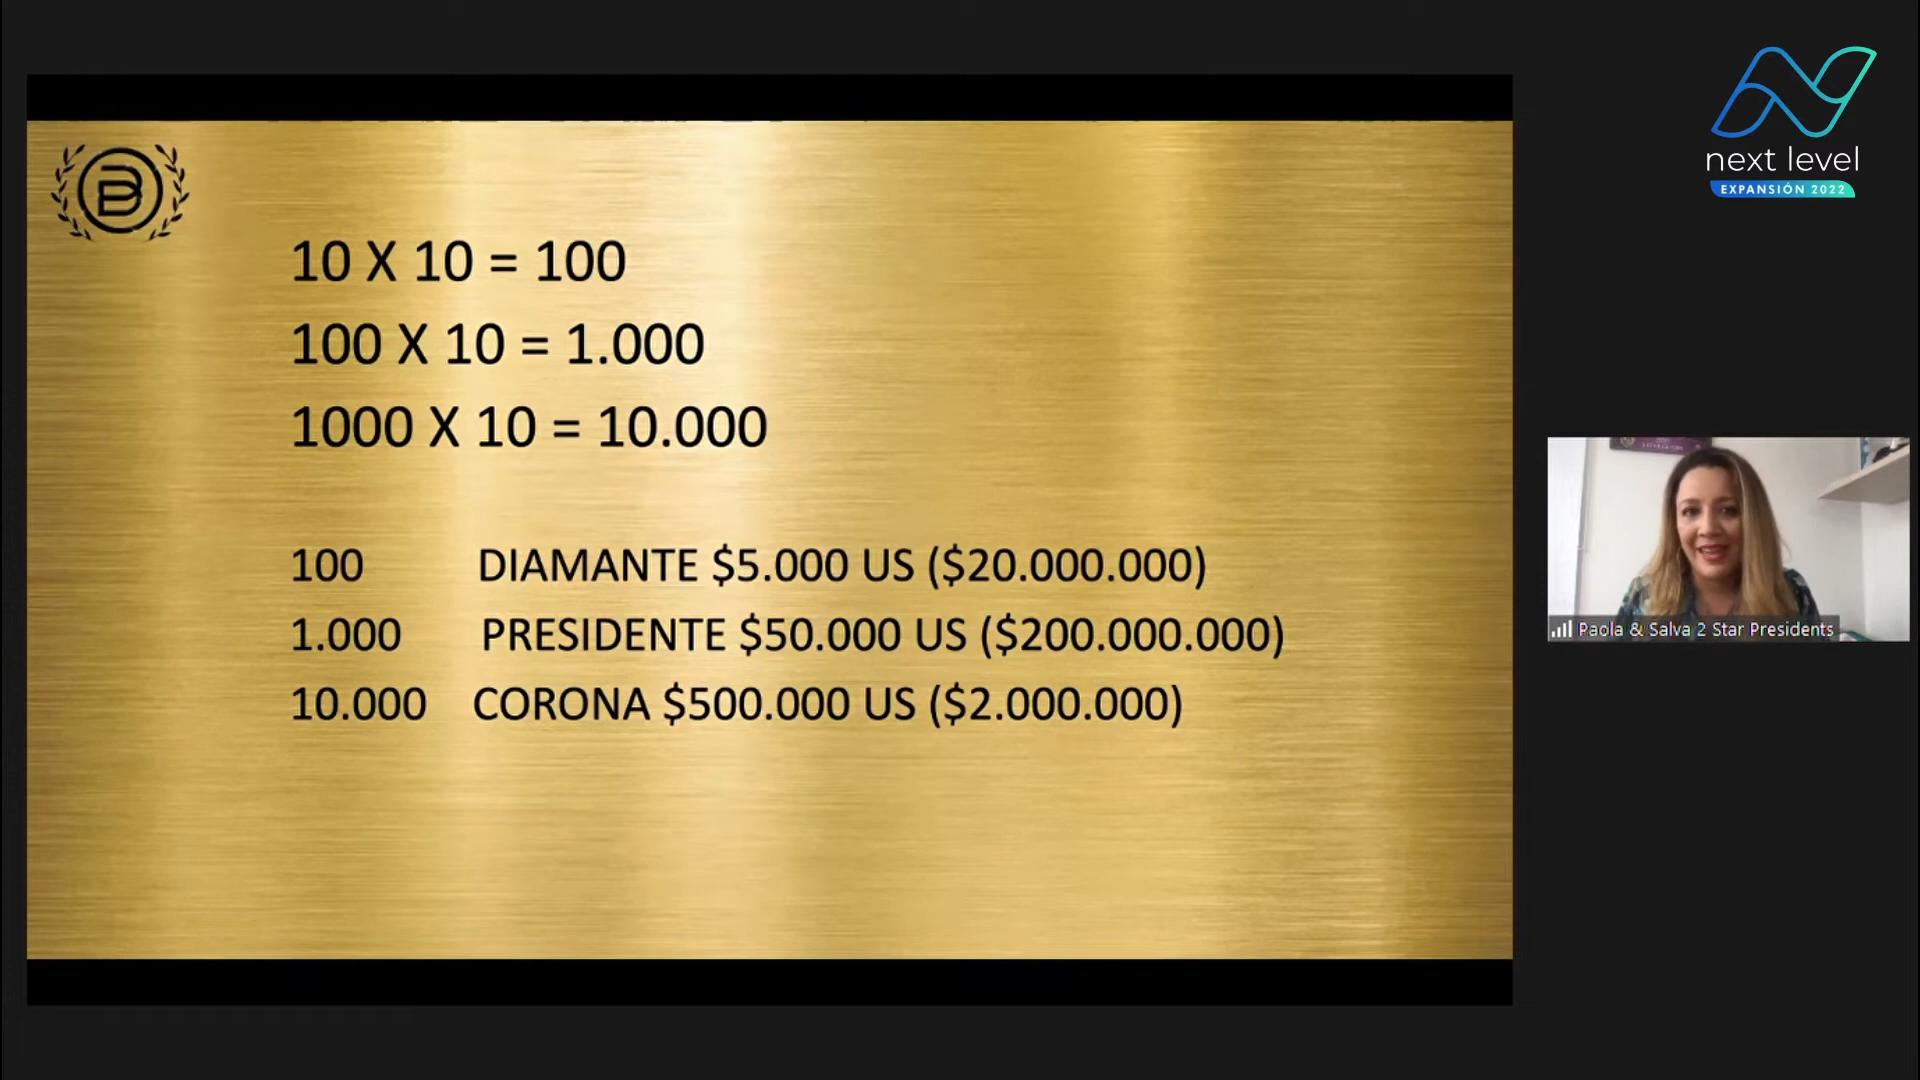 next level
EXPANSIÓN 2022
B
10 X 10 = 100
100 X 10 = 1.000
1000 X 10 = 10.000
100 DIAMANTE $5.000 US ($20.000.000)
1.000 PRESIDENTE $50.000 US ($200.000.000)
10.000 CORONA $500.000 US ($2.000.000)
Paola & Salva 2 Star Presidents